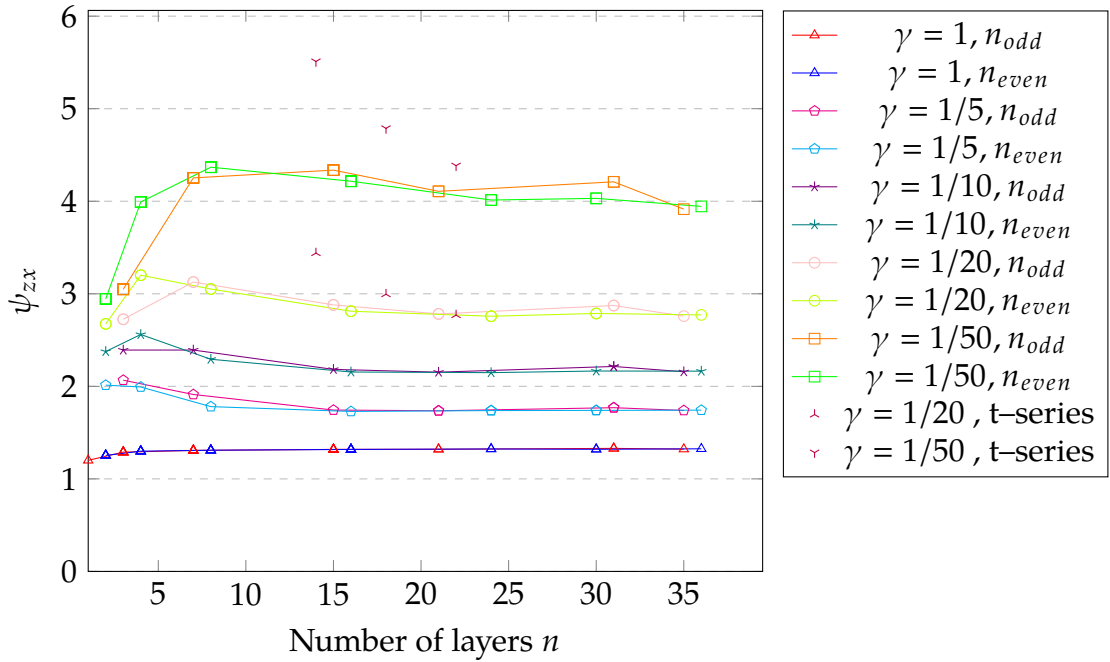 6
5
4
3
2
1
0
ψzx
5
10
15
20
25
30
35
Number of layers n
γ = 1, nodd
γ = 1, neven
γ = 1/5, nodd
γ = 1/5, neven
γ = 1/10, nodd
γ = 1/10, neven
γ = 1/20, nodd
γ = 1/20, neven
γ = 1/50, nodd
γ = 1/50, neven
γ = 1/20 , t–series
γ = 1/50 , t–series